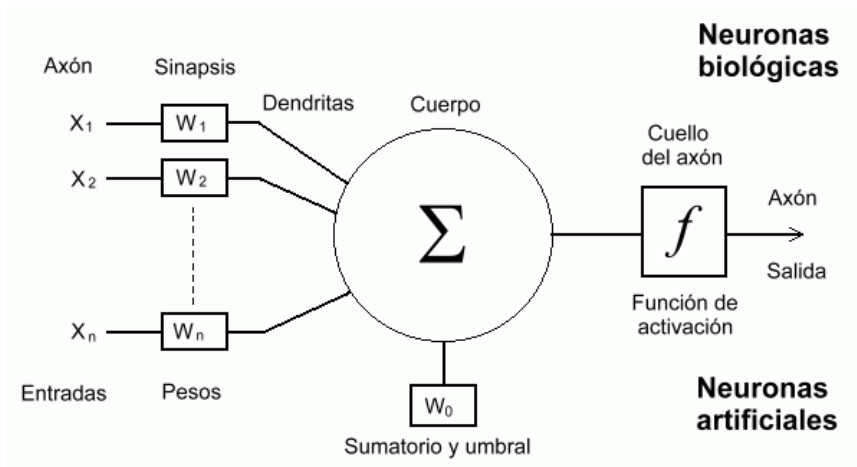 Neuronas
biológicas
Axón
Sinapsis
Dendritas
Cuerpo
Cuello
del axón
X1
W1
X2
W2
Σ
f
Axón
Salida
Xn
Wn
Función de
activación
Entradas
Pesos
W0
Sumatorio y umbral
Neuronas
artificiales